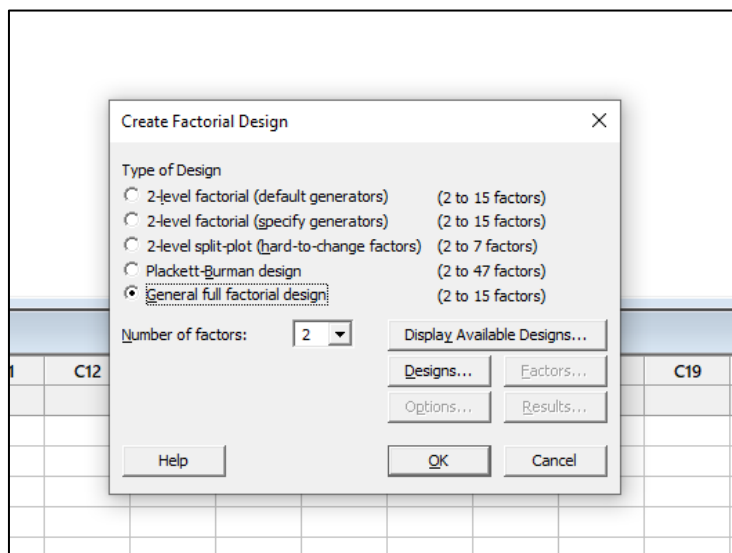 Create Factorial Design
Type of Design
2-level factorial (default generators) (2 to 15 factors)
2-level factorial (specify generators) (2 to 15 factors)
2-level split-plot (hard-to-change factors) (2 to 7 factors)
Plackett-Burman design (2 to 47 factors)
General full factorial design (2 to 15 factors)
Number of factors: 2 Display Available Designs...
Designs... Factors...
Options... Results...
Help OK Cancel
C12 C19